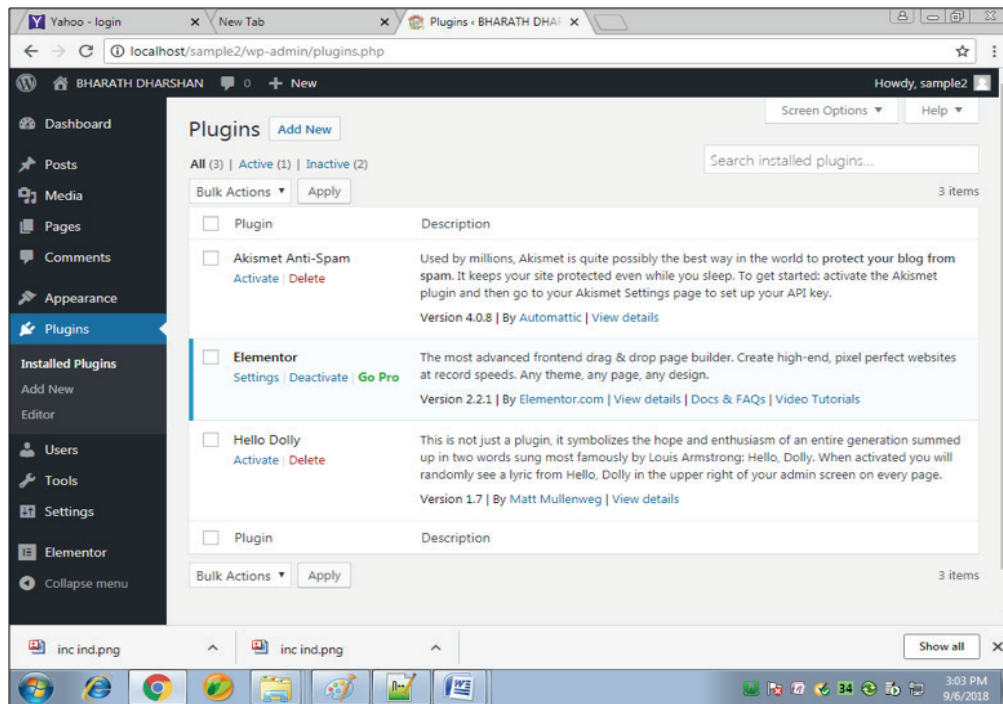 Yahoo - login
New Tab
Plugins ‹ BHARATH DHAR
localhost/sample2/wp-admin/plugins.php
BHARATH DHARSHAN 0 + New Howdy, sample2
Screen Options ▼ Help ▼
Dashboard
Posts
Media
Pages
Comments
Appearance
Plugins
Installed Plugins
Add New
Editor
Users
Tools
Settings
Elementor
Collapse menu
Plugins Add New
All (3) | Active (1) | Inactive (2)
Search installed plugins...
Bulk Actions ▼ Apply 3 items
Plugin Description
Akismet Anti-Spam
Activate | Delete
Used by millions, Akismet is quite possibly the best way in the world to protect your blog from
spam. It keeps your site protected even while you sleep. To get started: activate the Akismet
plugin and then go to your Akismet Settings page to set up your API key.
Version 4.0.8 | By Automattic | View details
Elementor
Settings | Deactivate | Go Pro
The most advanced frontend drag & drop page builder. Create high-end, pixel perfect websites
at record speeds. Any theme, any page, any design.
Version 2.2.1 | By Elementor.com | View details | Docs & FAQs | Video Tutorials
Hello Dolly
Activate | Delete
This is not just a plugin, it symbolizes the hope and enthusiasm of an entire generation summed
up in two words sung most famously by Louis Armstrong: Hello, Dolly. When activated you will
randomly see a lyric from Hello, Dolly in the upper right of your admin screen on every page.
Version 1.7 | By Matt Mullenweg | View details
Plugin Description
Bulk Actions ▼ Apply 3 items
inc ind.png
inc ind.png
Show all
34
3:03 PM
9/6/2018